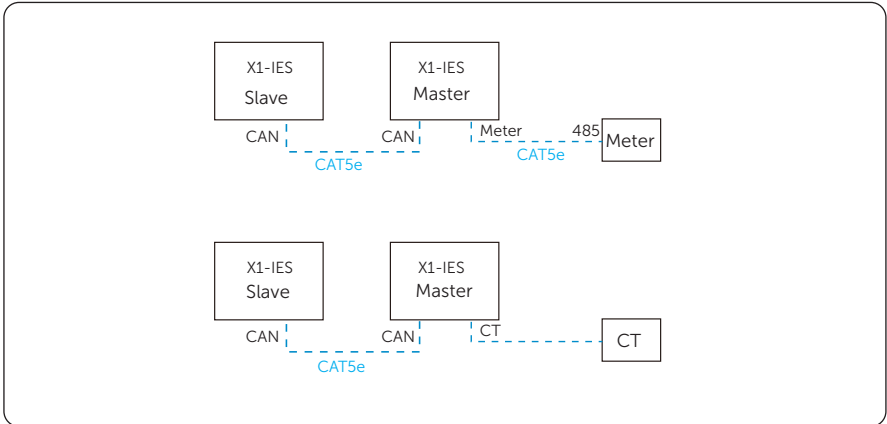 X1-IES
Slave
X1-IES
Master
CAN
CAN
Meter
485
Meter
CAT5e
CAT5e
X1-IES
Slave
X1-IES
Master
CAN
CAN
CT
CT
CAT5e